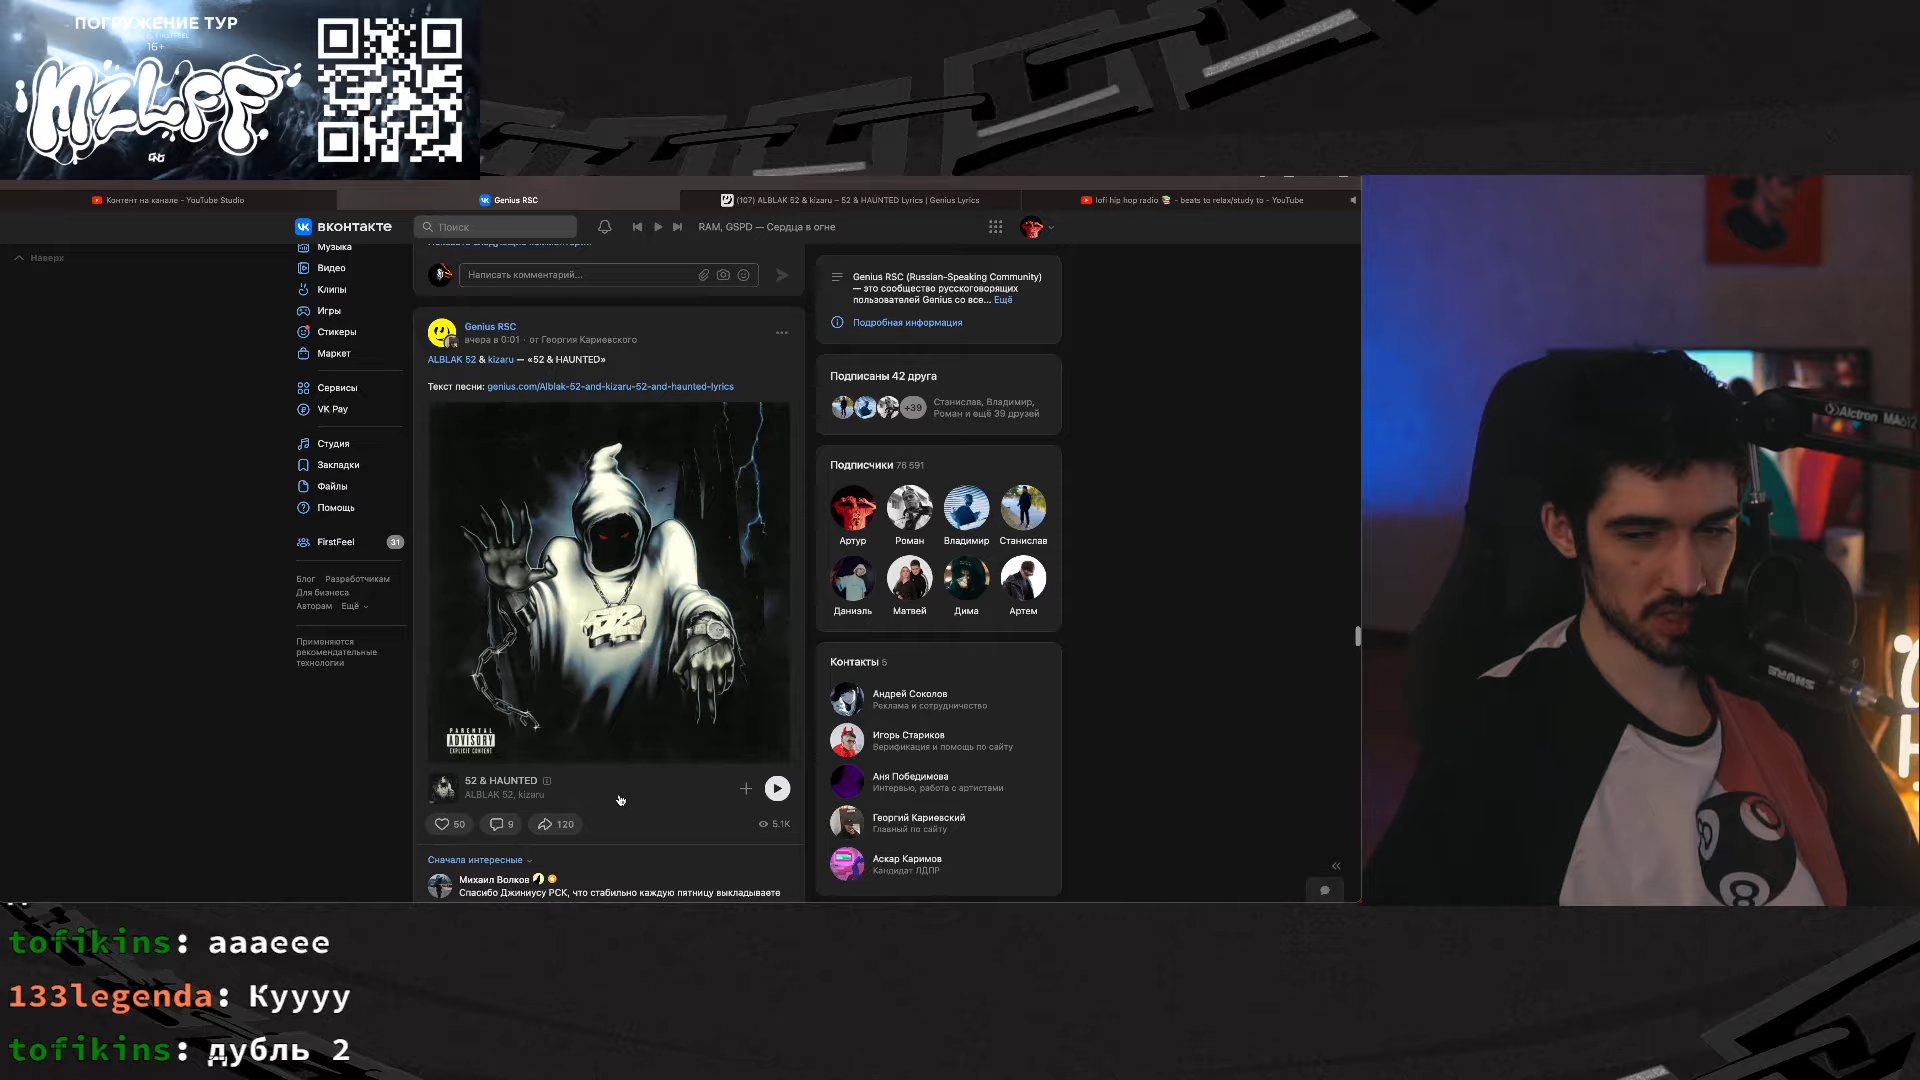 ПОГРУЖЕНИЕ ТУР
16+
MZLFF
Контент на канале - YouTube Studio
Genius RSC
(107) ALBLAK 52 & kizaru – 52 & HAUNTED Lyrics | Genius Lyrics
lofi hip hop radio 📚 - beats to relax/study to - YouTube
ВКОНТАКТЕ
Поиск
RAM, GSPD — Сердца в огне
Наверх
Музыка
Видео
Клипы
Игры
Стикеры
Маркет
Сервисы
VK Pay
Студия
Закладки
Файлы
Помощь
FirstFeel 31
Блог Разработчикам
Для бизнеса
Авторам Ещё
Применяются
рекомендательные
технологии
Написать комментарий...
Genius RSC
вчера в 0:01 · от Георгия Кариевского
ALBLAK 52 & kizaru — «52 & HAUNTED»
Текст песни: genius.com/Alblak-52-and-kizaru-52-and-haunted-lyrics
52
PARENTAL
ADVISORY
EXPLICIT CONTENT
52 & HAUNTED
ALBLAK 52, kizaru
50 9 120 5.1K
Сначала интересные
Михаил Волков
Спасибо Джиниусу РСК, что стабильно каждую пятницу выкладываете
Genius RSC (Russian-Speaking Community)
— это сообщество русскоговорящих
пользователей Genius со все... Ещё
Подробная информация
Подписаны 42 друга
+39
Станислав, Владимир,
Роман и ещё 39 друзей
Подписчики 76 591
Артур Роман Владимир Станислав
Даниэль Матвей Дима Артем
Контакты 5
Андрей Соколов
Реклама и сотрудничество
Игорь Стариков
Верификация и помощь по сайту
Аня Победимова
Интервью, работа с артистами
Георгий Кариевский
Главный по сайту
Аскар Каримов
Кандидат ЛДПР
Alctron MA612
SHURE
8
8
tofikins: аааеее
133legenda: Куууу
tofikins: дубль 2